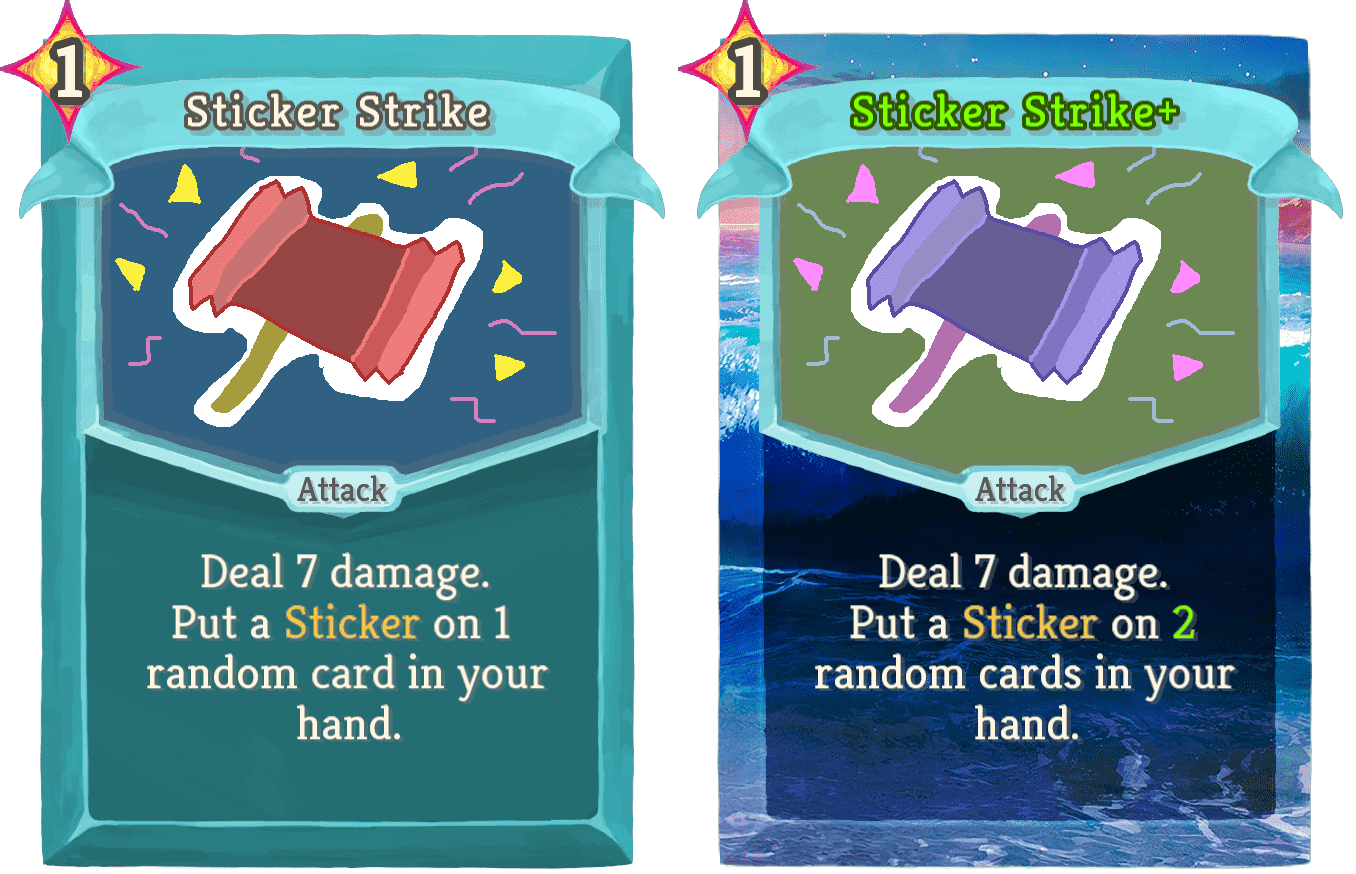 1
Sticker Strike
Attack
Deal 7 damage.
Put a Sticker on 1
random card in your
hand.
1
Sticker Strike+
Attack
Deal 7 damage.
Put a Sticker on 2
random cards in your
hand.